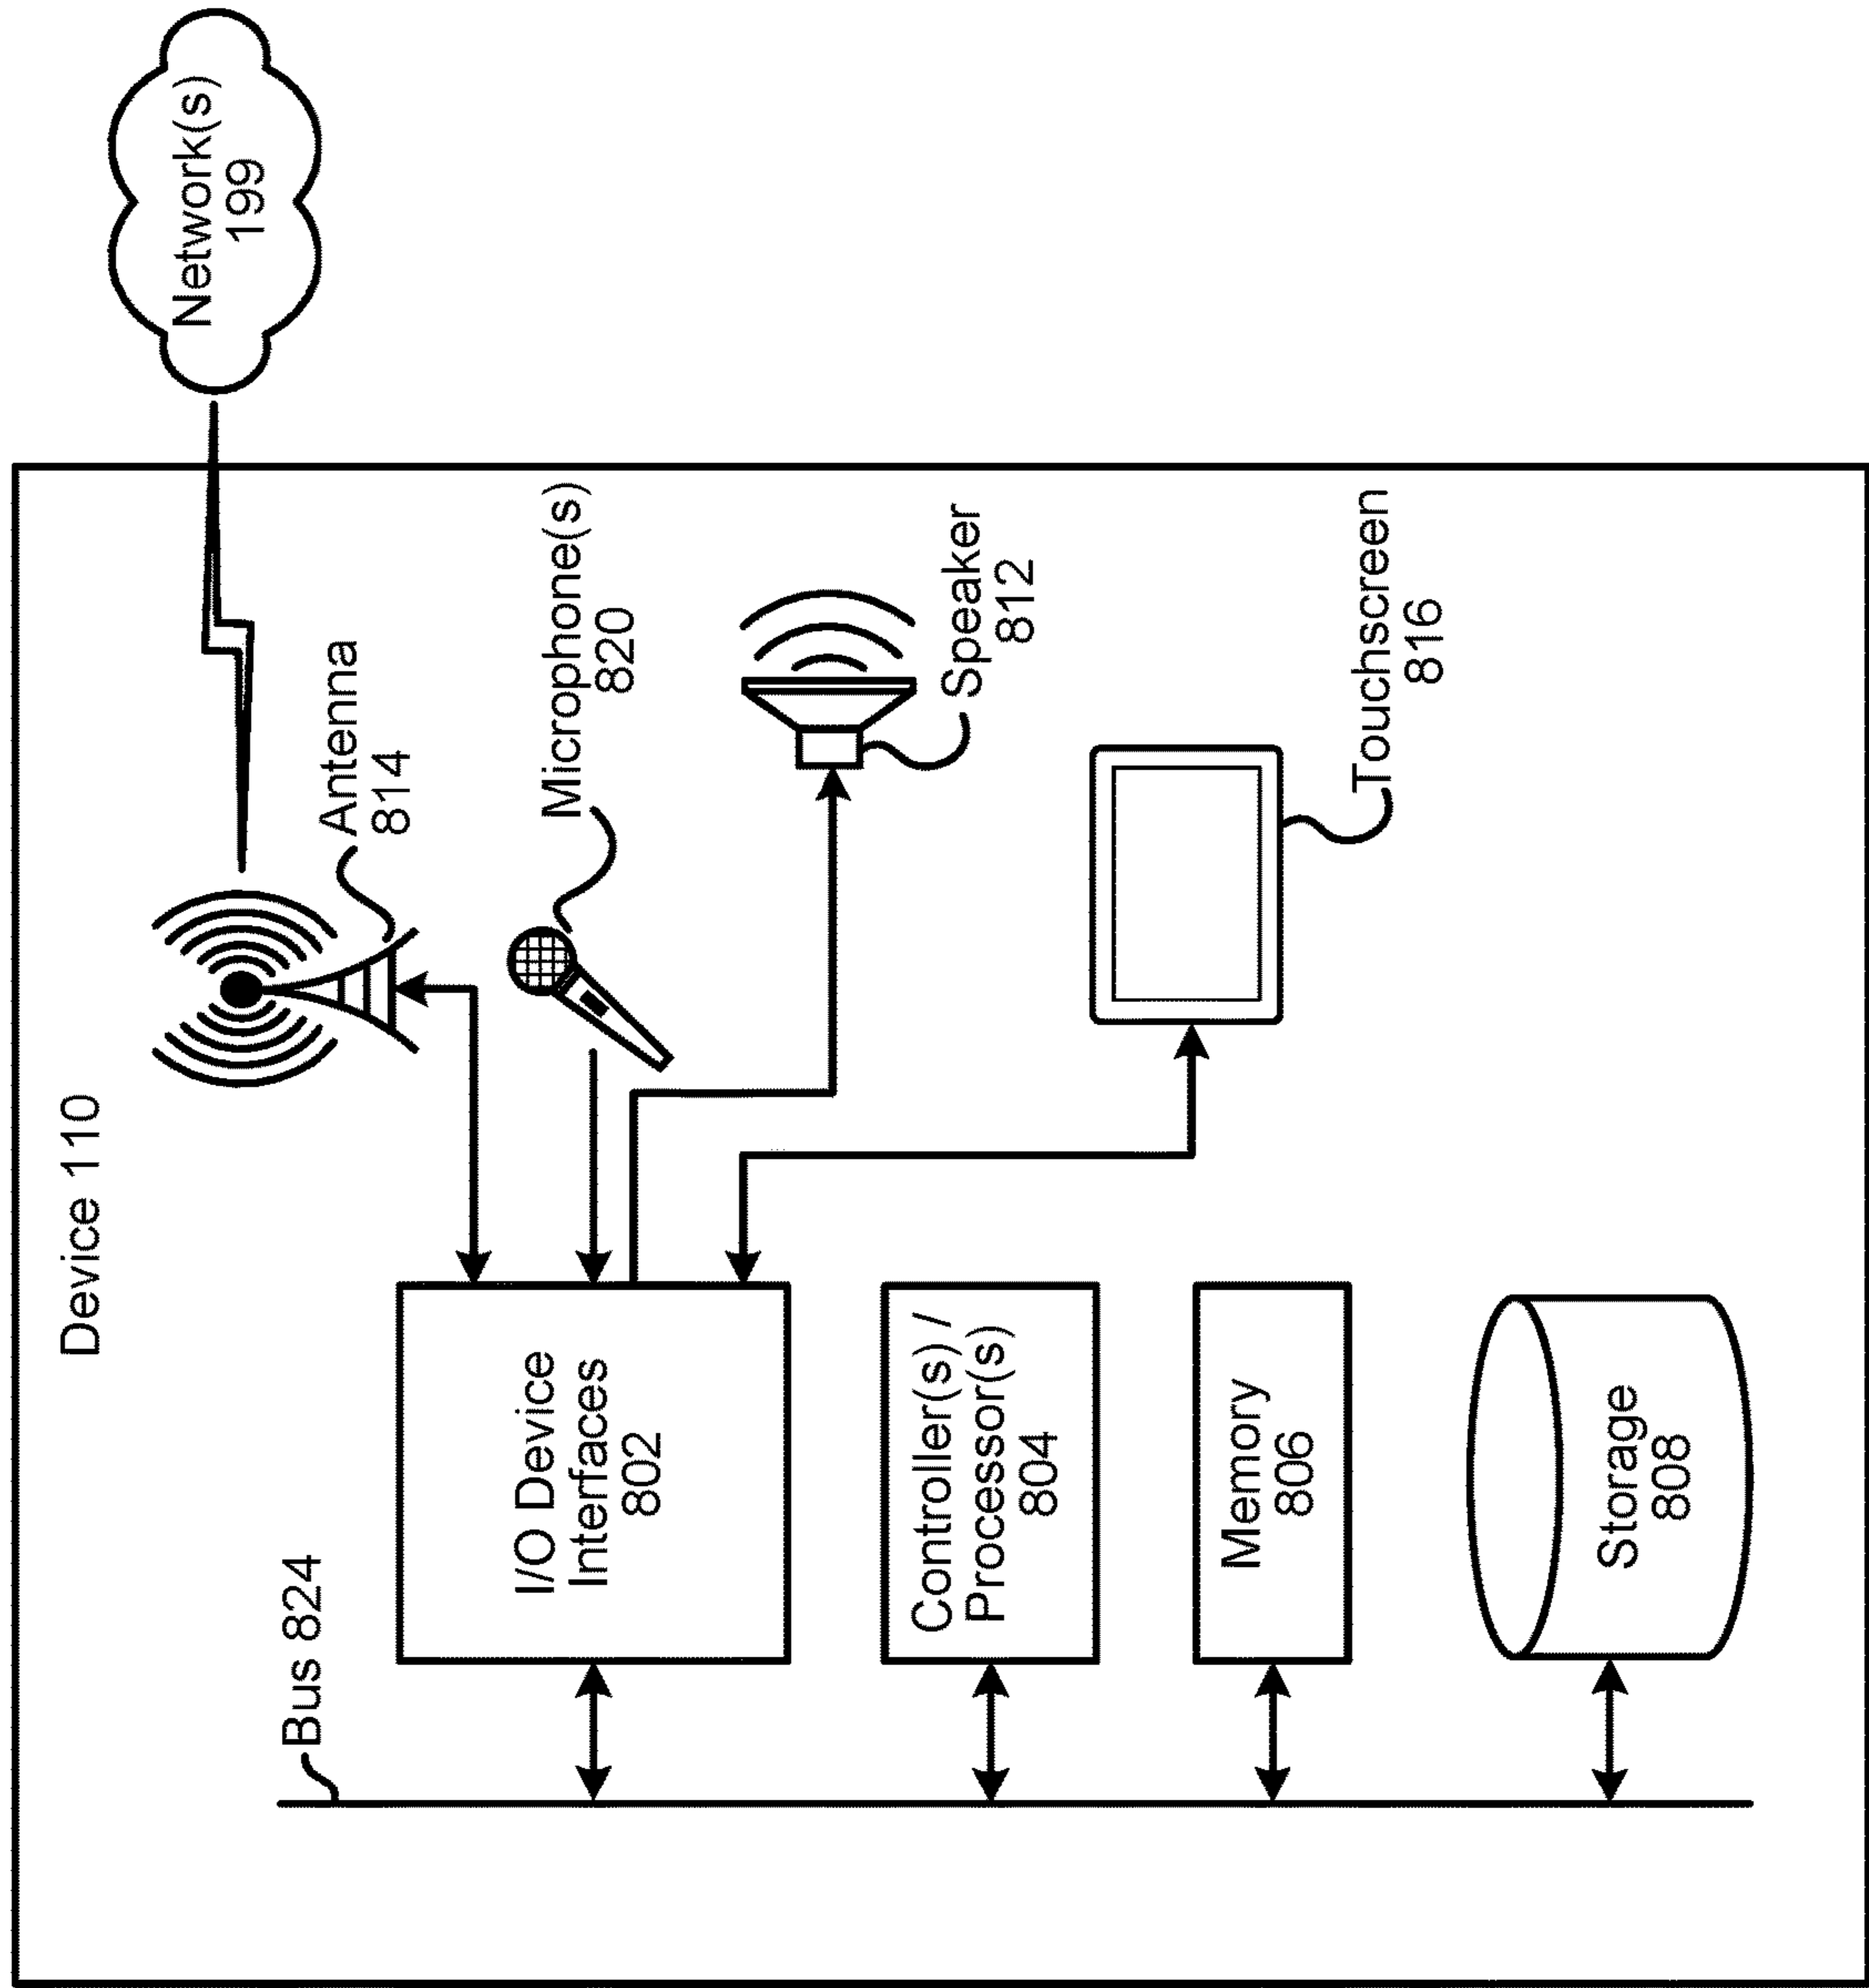 Device 110
Network(s)
199
Bus 824
Antenna
814
I/O Device
Interfaces
802
Microphone(s)
820
Controller(s) /
Processor(s)
804
Speaker
812
Memory
806
Touchscreen
816
Storage
808